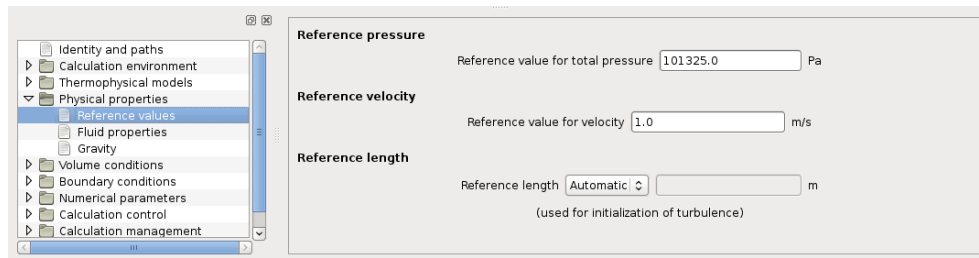 Identity and paths
Calculation environment
Thermophysical models
Physical properties
Reference values
Fluid properties
Gravity
Volume conditions
Boundary conditions
Numerical parameters
Calculation control
Calculation management
Reference pressure
Reference value for total pressure 101325.0 Pa
Reference velocity
Reference value for velocity 1.0 m/s
Reference length
Reference length Automatic m
(used for initialization of turbulence)